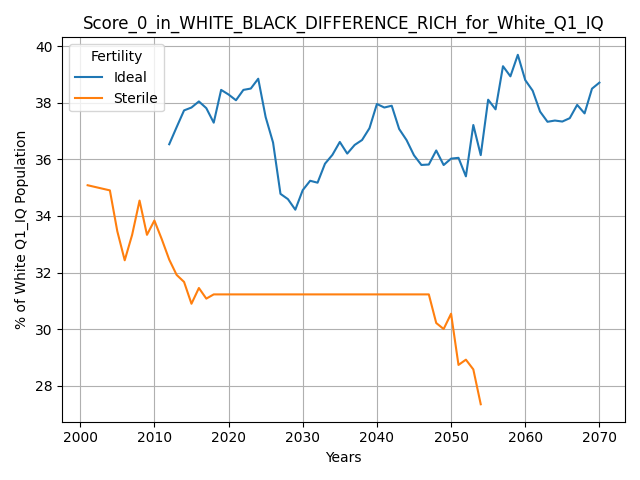 Score_0_in_WHITE_BLACK_DIFFERENCE_RICH_for_White_Q1_IQ
Fertility
Ideal
Sterile
% of White Q1_IQ Population
40
38
36
34
32
30
28
2000 2010 2020 2030 2040 2050 2060 2070
Years